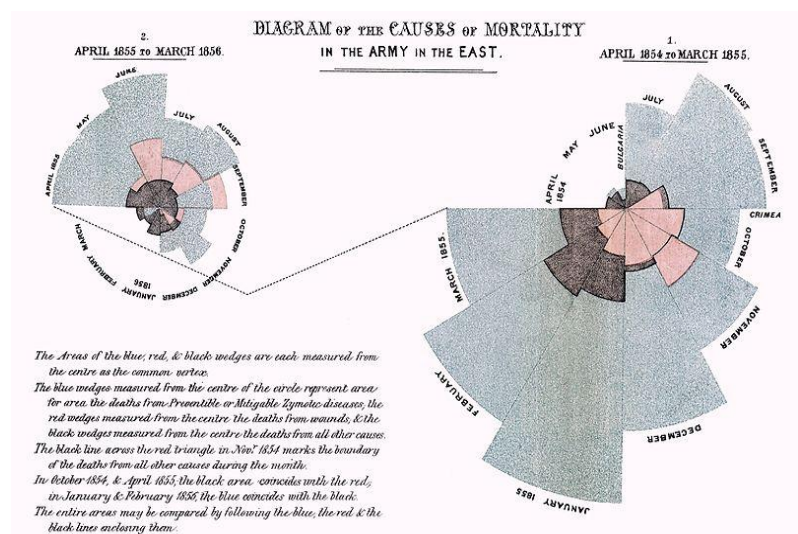 DIAGRAM OF THE CAUSES OF MORTALITY
IN THE ARMY IN THE EAST.
2.
APRIL 1855 TO MARCH 1856.
1.
APRIL 1854 TO MARCH 1855.
APRIL 1855
MAY
JUNE
JULY
AUGUST
SEPTEMBER
OCTOBER
NOVEMBER
DECEMBER
JANUARY
1856
FEBRUARY
MARCH
APRIL
1854
MAY
JUNE
BULGARIA
JULY
AUGUST
SEPTEMBER
CRIMEA
OCTOBER
NOVEMBER
DECEMBER
JANUARY 1855
FEBRUARY
MARCH 1855.
The Areas of the blue, red, & black wedges are each measured from
the centre as the common vertex.
The blue wedges measured from the centre of the circle represent area
for area the deaths from Preventible or Mitigable Zymotic diseases, the
red wedges measured from the centre the deaths from wounds, & the
black wedges measured from the centre the deaths from all other causes.
The black line across the red triangle in Novr. 1854 marks the boundary
of the deaths from all other causes during the month.
In October 1854, & April 1855, the black area coincides with the red,
in January & February 1856, the blue coincides with the black.
The entire areas may be compared by following the blue, the red & the
black lines enclosing them.